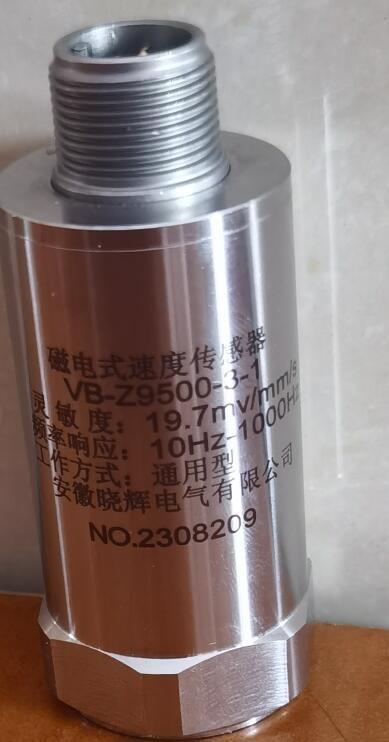 磁电式速度传感器
VB-Z9500-3-1
灵敏度：19.7mv/mm/s
频率响应：10Hz-1000Hz
工作方式：通用型
安徽晓辉电气有限公司
NO.2308209